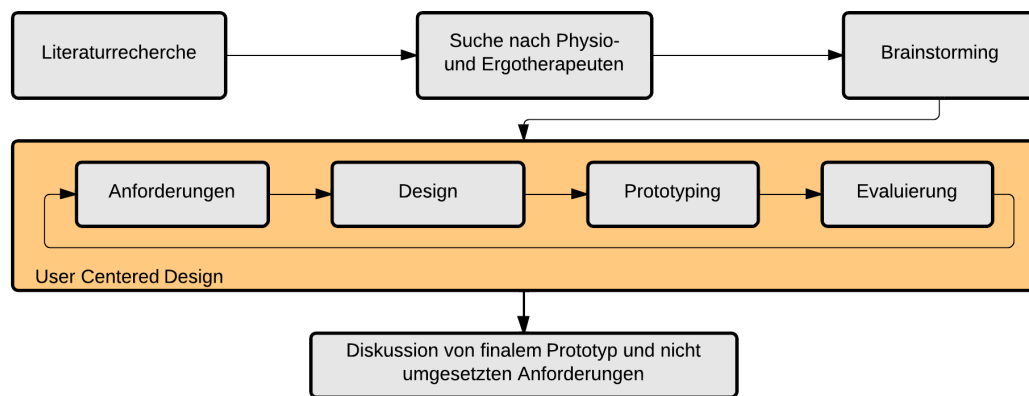 Literaturrecherche
Suche nach Physio-
und Ergotherapeuten
Brainstorming
Anforderungen
Design
Prototyping
Evaluierung
User Centered Design
Diskussion von finalem Prototyp und nicht
umgesetzten Anforderungen